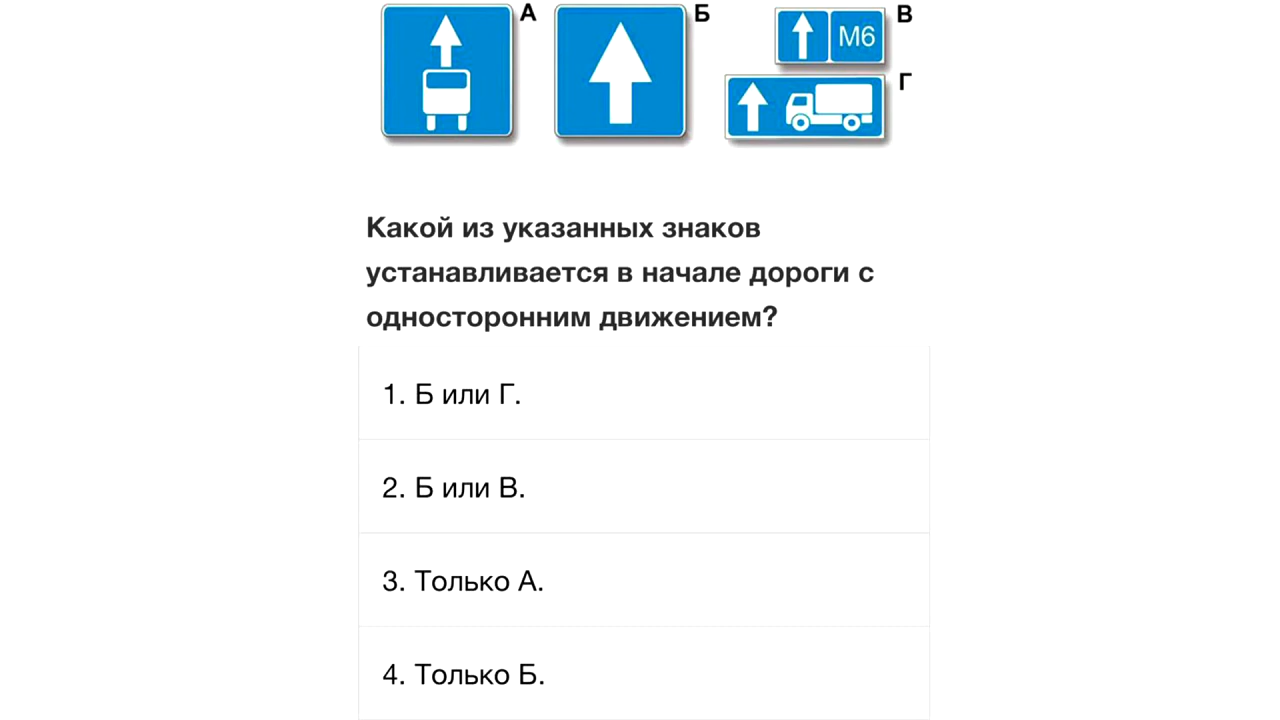 А
Б
В
М6
Г
Какой из указанных знаков
устанавливается в начале дороги с
односторонним движением?
1. Б или Г.
2. Б или В.
3. Только А.
4. Только Б.